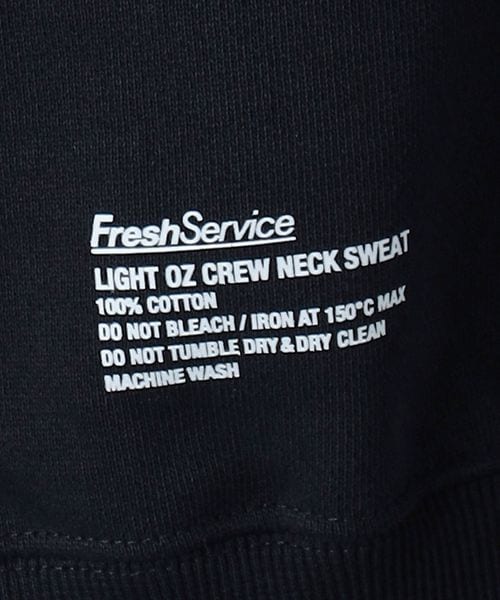 FreshService
LIGHT OZ CREW NECK SWEAT
100% COTTON
DO NOT BLEACH / IRON AT 150°C MAX
DO NOT TUMBLE DRY & DRY CLEAN
MACHINE WASH